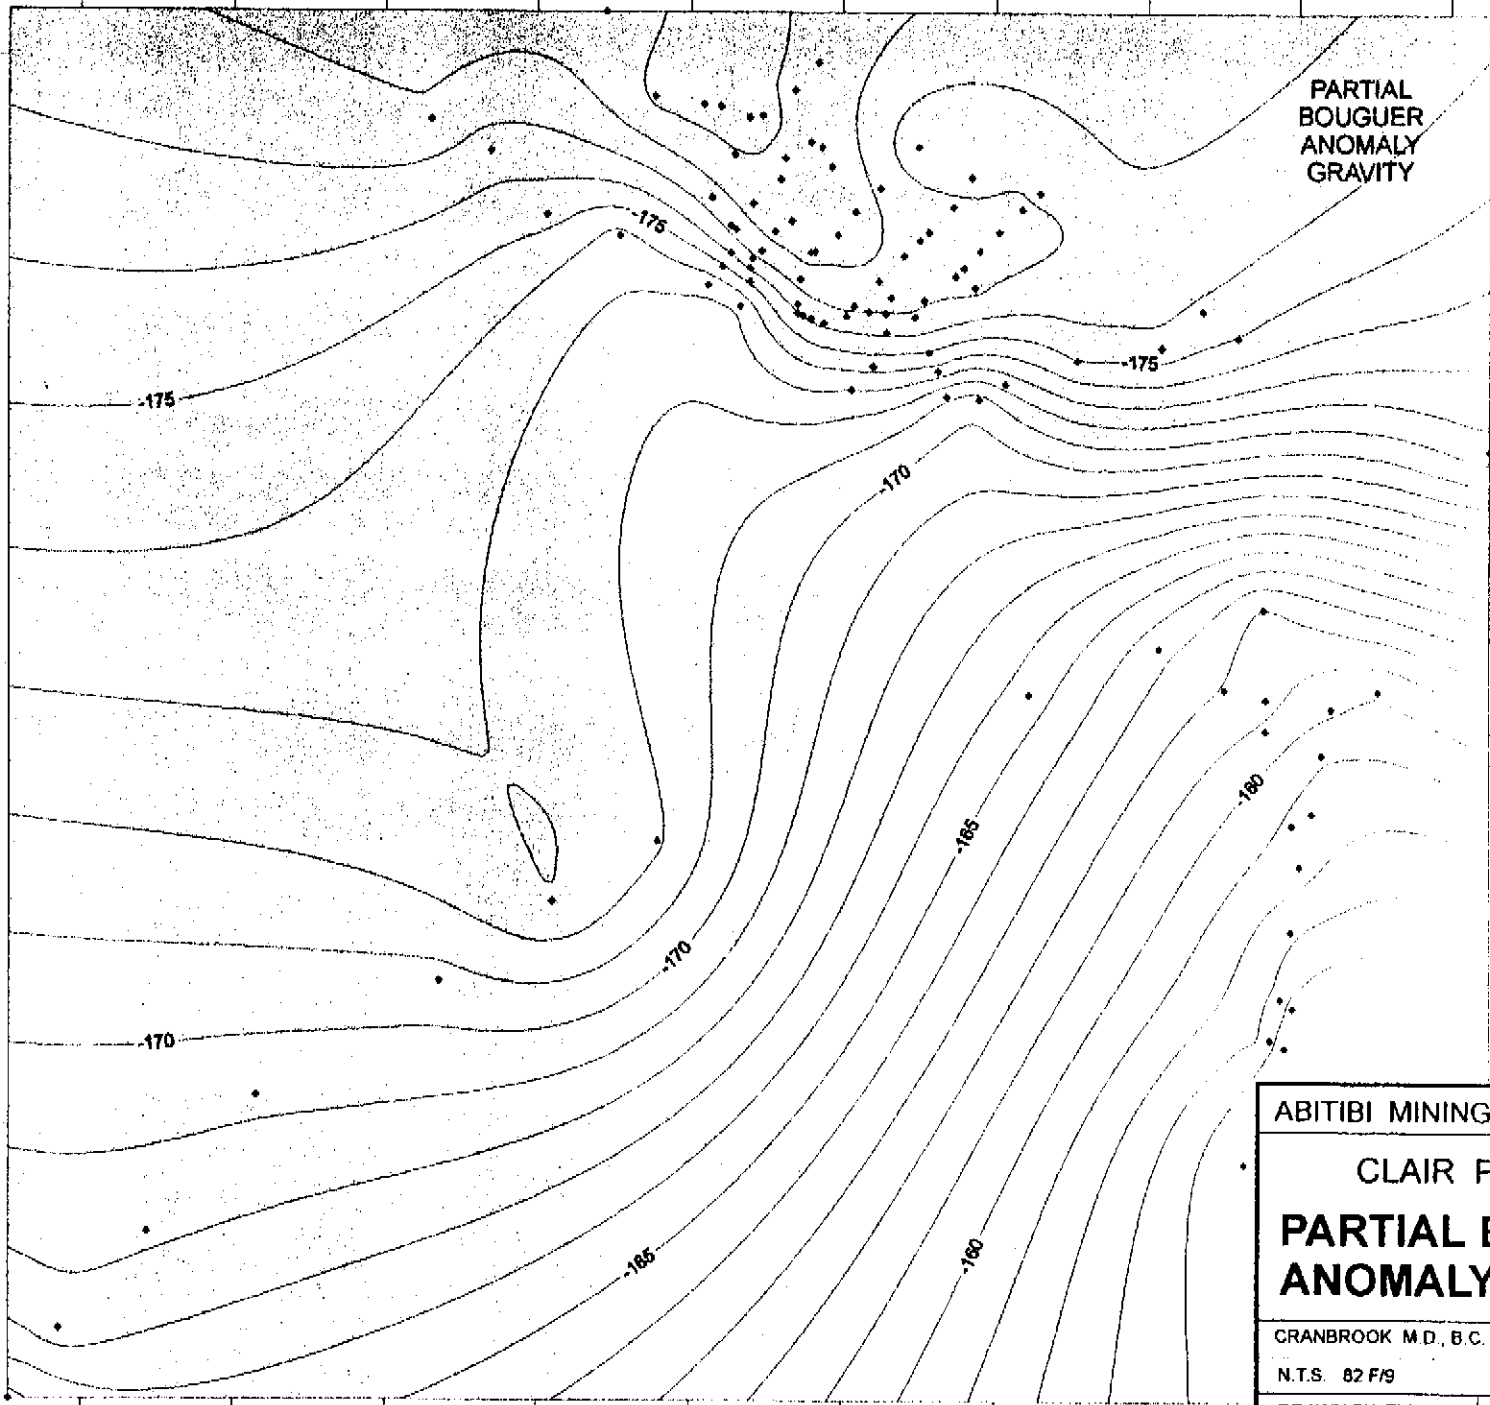 PARTIAL
BOUGUER
ANOMALY
GRAVITY
-175
-175
-175
-170
-160
-165
-170
-170
-165
-160
ABITIBI MINING
CLAIR P
PARTIAL B
ANOMALY
CRANBROOK M.D., B.C.
N.T.S. 82 F/9